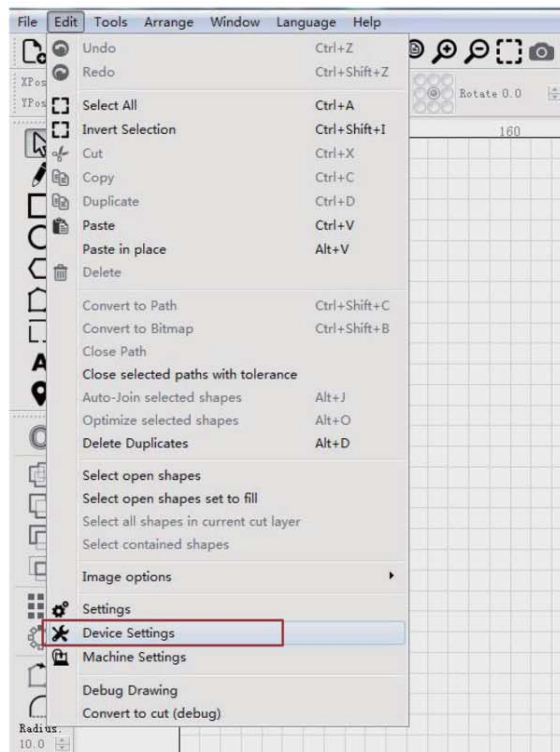 File Edit Tools Arrange Window Language Help
Undo Ctrl+Z
Redo Ctrl+Shift+Z
XPos
YPos
Rotate 0.0
Select All Ctrl+A
Invert Selection Ctrl+Shift+I
160
Cut Ctrl+X
Copy Ctrl+C
Duplicate Ctrl+D
Paste Ctrl+V
Paste in place Alt+V
Delete
Convert to Path Ctrl+Shift+C
Convert to Bitmap Ctrl+Shift+B
Close Path
Close selected paths with tolerance
Auto-Join selected shapes Alt+J
Optimize selected shapes Alt+O
Delete Duplicates Alt+D
Select open shapes
Select open shapes set to fill
Select all shapes in current cut layer
Select contained shapes
Image options
Settings
Device Settings
Machine Settings
Debug Drawing
Convert to cut (debug)
Radius:
10.0